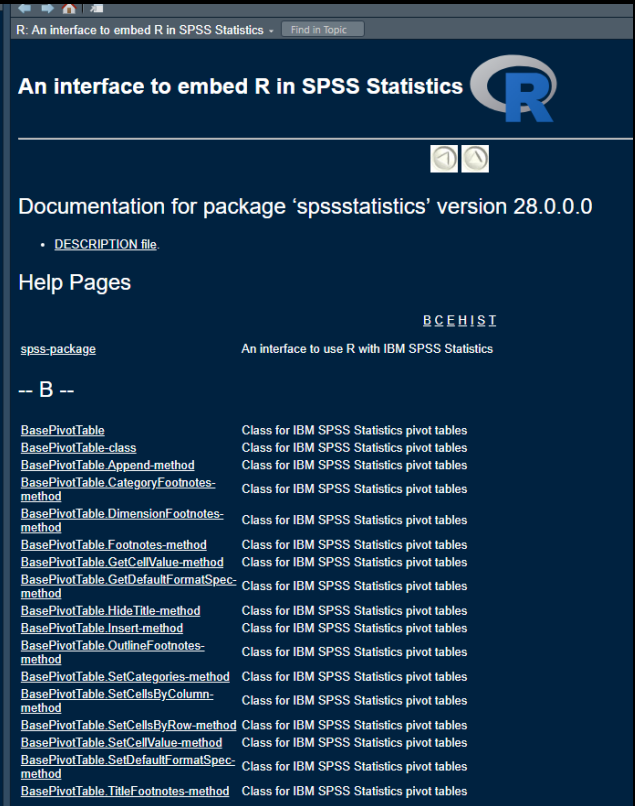 R: An interface to embed R in SPSS Statistics
Find in Topic
An interface to embed R in SPSS Statistics
R
Documentation for package ‘spssstatistics’ version 28.0.0.0
• DESCRIPTION file.
Help Pages
B C E H I S T
spss-package An interface to use R with IBM SPSS Statistics
-- B --
BasePivotTable Class for IBM SPSS Statistics pivot tables
BasePivotTable-class Class for IBM SPSS Statistics pivot tables
BasePivotTable.Append-method Class for IBM SPSS Statistics pivot tables
BasePivotTable.CategoryFootnotes-
method Class for IBM SPSS Statistics pivot tables
BasePivotTable.DimensionFootnotes-
method Class for IBM SPSS Statistics pivot tables
BasePivotTable.Footnotes-method Class for IBM SPSS Statistics pivot tables
BasePivotTable.GetCellValue-method Class for IBM SPSS Statistics pivot tables
BasePivotTable.GetDefaultFormatSpec-
method Class for IBM SPSS Statistics pivot tables
BasePivotTable.HideTitle-method Class for IBM SPSS Statistics pivot tables
BasePivotTable.Insert-method Class for IBM SPSS Statistics pivot tables
BasePivotTable.OutlineFootnotes-
method Class for IBM SPSS Statistics pivot tables
BasePivotTable.SetCategories-method Class for IBM SPSS Statistics pivot tables
BasePivotTable.SetCellsByColumn-
method Class for IBM SPSS Statistics pivot tables
BasePivotTable.SetCellsByRow-method Class for IBM SPSS Statistics pivot tables
BasePivotTable.SetCellValue-method Class for IBM SPSS Statistics pivot tables
BasePivotTable.SetDefaultFormatSpec-
method Class for IBM SPSS Statistics pivot tables
BasePivotTable.TitleFootnotes-method Class for IBM SPSS Statistics pivot tables